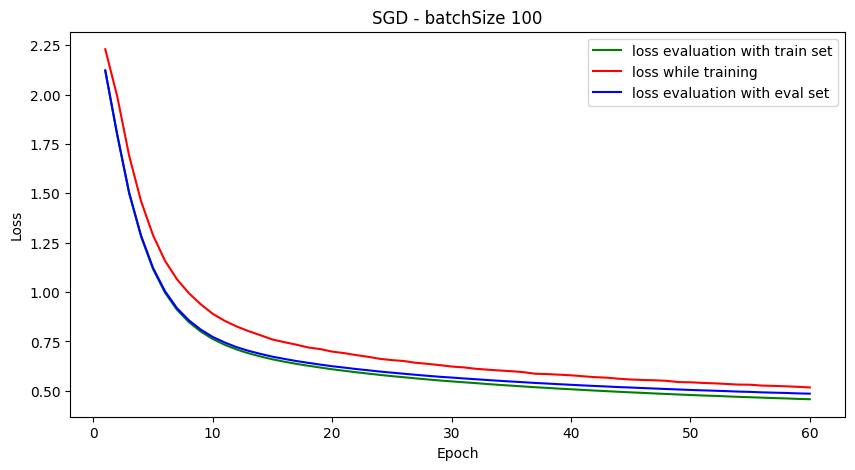 SGD - batchSize 100
loss evaluation with train set
loss while training
loss evaluation with eval set
2.25
2.00
1.75
1.50
1.25
1.00
0.75
0.50
Loss
0 10 20 30 40 50 60
Epoch